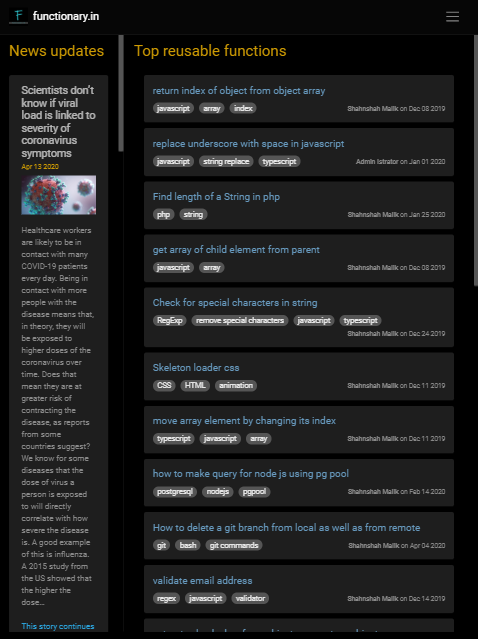 functionary.in
News updates
Scientists don't
know if viral
load is linked to
severity of
coronavirus
symptoms
Apr 13 2020
Healthcare workers
are likely to be in
contact with many
COVID-19 patients
every day. Being in
contact with more
people with the
disease means that,
in theory, they will
be exposed to
higher doses of the
coronavirus over
time. Does that
mean they are at
greater risk of
contracting the
disease, as reports
from some
countries suggest?
We know for some
diseases that the
dose of virus a
person is exposed
to will directly
correlate with how
severe the disease
is. A good example
of this is influenza.
A 2015 study from
the US showed that
the higher the
dose...
This story continues
Top reusable functions
return index of object from object array
javascript array index Shahnshah Malik on Dec 08 2019
replace underscore with space in javascript
javascript string replace typescript Admin Istrator on Jan 01 2020
Find length of a String in php
php string Shahnshah Malik on Jan 25 2020
get array of child element from parent
javascript array Shahnshah Malik on Dec 08 2019
Check for special characters in string
RegExp remove special characters javascript typescript
Shahnshah Malik on Dec 24 2019
Skeleton loader css
CSS HTML animation Shahnshah Malik on Dec 11 2019
move array element by changing its index
typescript javascript array Shahnshah Malik on Dec 11 2019
how to make query for node js using pg pool
postgresql nodejs pgpool Shahnshah Malik on Feb 14 2020
How to delete a git branch from local as well as from remote
git bash git commands Shahnshah Malik on Apr 04 2020
validate email address
regex javascript validator Shahnshah Malik on Dec 14 2019